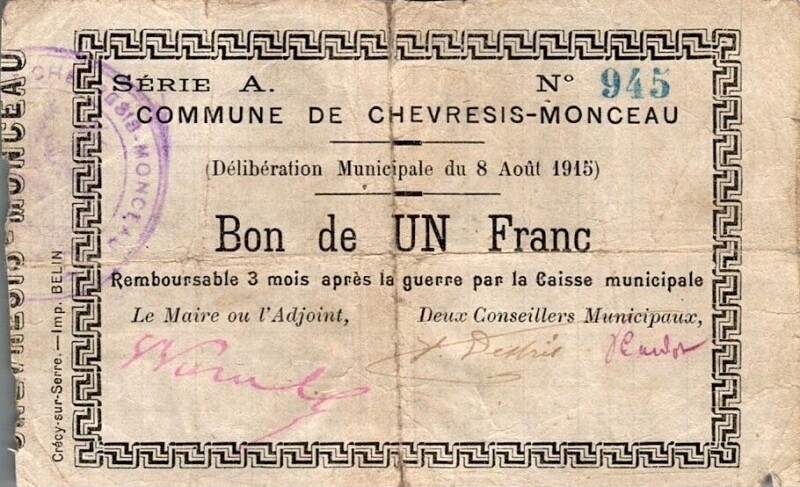 SÉRIE A. N° 945
COMMUNE DE CHEVRESIS-MONCEAU
(Délibération Municipale du 8 Août 1915)
Bon de UN Franc
Remboursable 3 mois après la guerre par la Caisse municipale
Le Maire ou l'Adjoint, Deux Conseillers Municipaux,
Crécy-sur-Serre. — Imp. BELIN
CHEVRESIS-MONCEAU